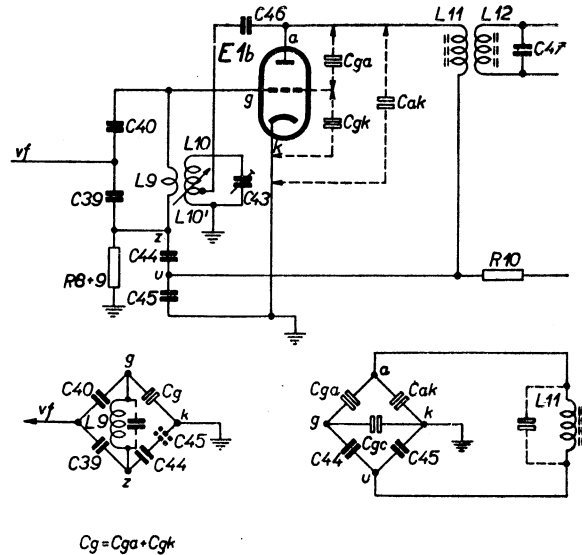 C46
L11 L12
a
E1b
Cga
C47
g
Cak
C40
Cgk
k
vf
L10
L9
C39
C43
L10'
z
C44
u
R8+9
R10
C45
g
a
C40
Cg
Cga
Cak
vf
L9
k
L11
g
k
C45
Cgc
C39
C44
C44
C45
z
u
Cg=Cga+Cgk